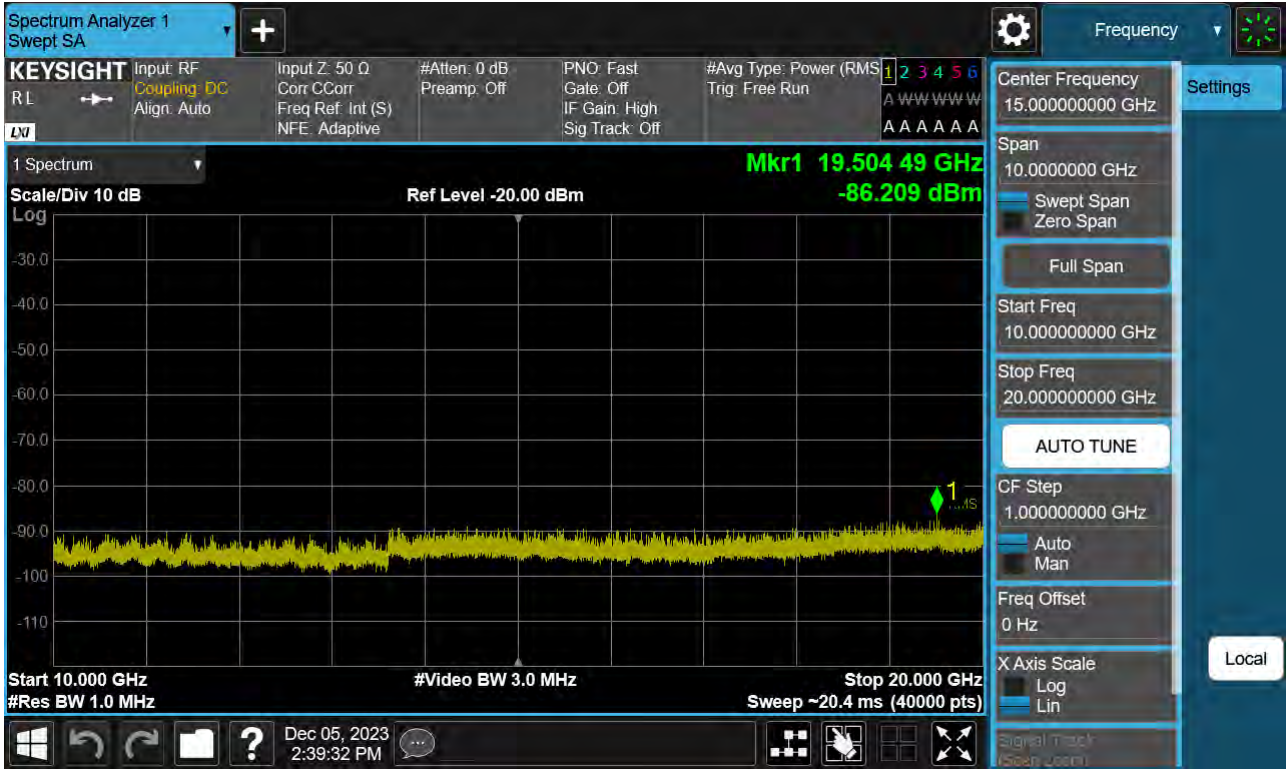 Spectrum Analyzer 1
Swept SA
+
Frequency
KEYSIGHT
RL
LXI
Input: RF
Coupling: DC
Align: Auto
Input Z: 50 Ω
Corr CCorr
Freq Ref: Int (S)
NFE: Adaptive
#Atten: 0 dB
Preamp: Off
PNO: Fast
Gate: Off
IF Gain: High
Sig Track: Off
#Avg Type: Power (RMS
Trig: Free Run
1 2 3 4 5 6
A W W W W W
A A A A A A
1 Spectrum
Scale/Div 10 dB
Log
Ref Level -20.00 dBm
Mkr1 19.504 49 GHz
-86.209 dBm
-30.0
-40.0
-50.0
-60.0
-70.0
-80.0
-90.0
-100
-110
1
Start 10.000 GHz
#Res BW 1.0 MHz
#Video BW 3.0 MHz
Stop 20.000 GHz
Sweep ~20.4 ms (40000 pts)
Center Frequency
15.000000000 GHz
Span
10.0000000 GHz
Swept Span
Zero Span
Full Span
Start Freq
10.000000000 GHz
Stop Freq
20.000000000 GHz
AUTO TUNE
CF Step
1.000000000 GHz
Auto
Man
Freq Offset
0 Hz
X Axis Scale
Log
Lin
Signal Track
(Span Zoom)
Settings
Local
?
Dec 05, 2023
2:39:32 PM